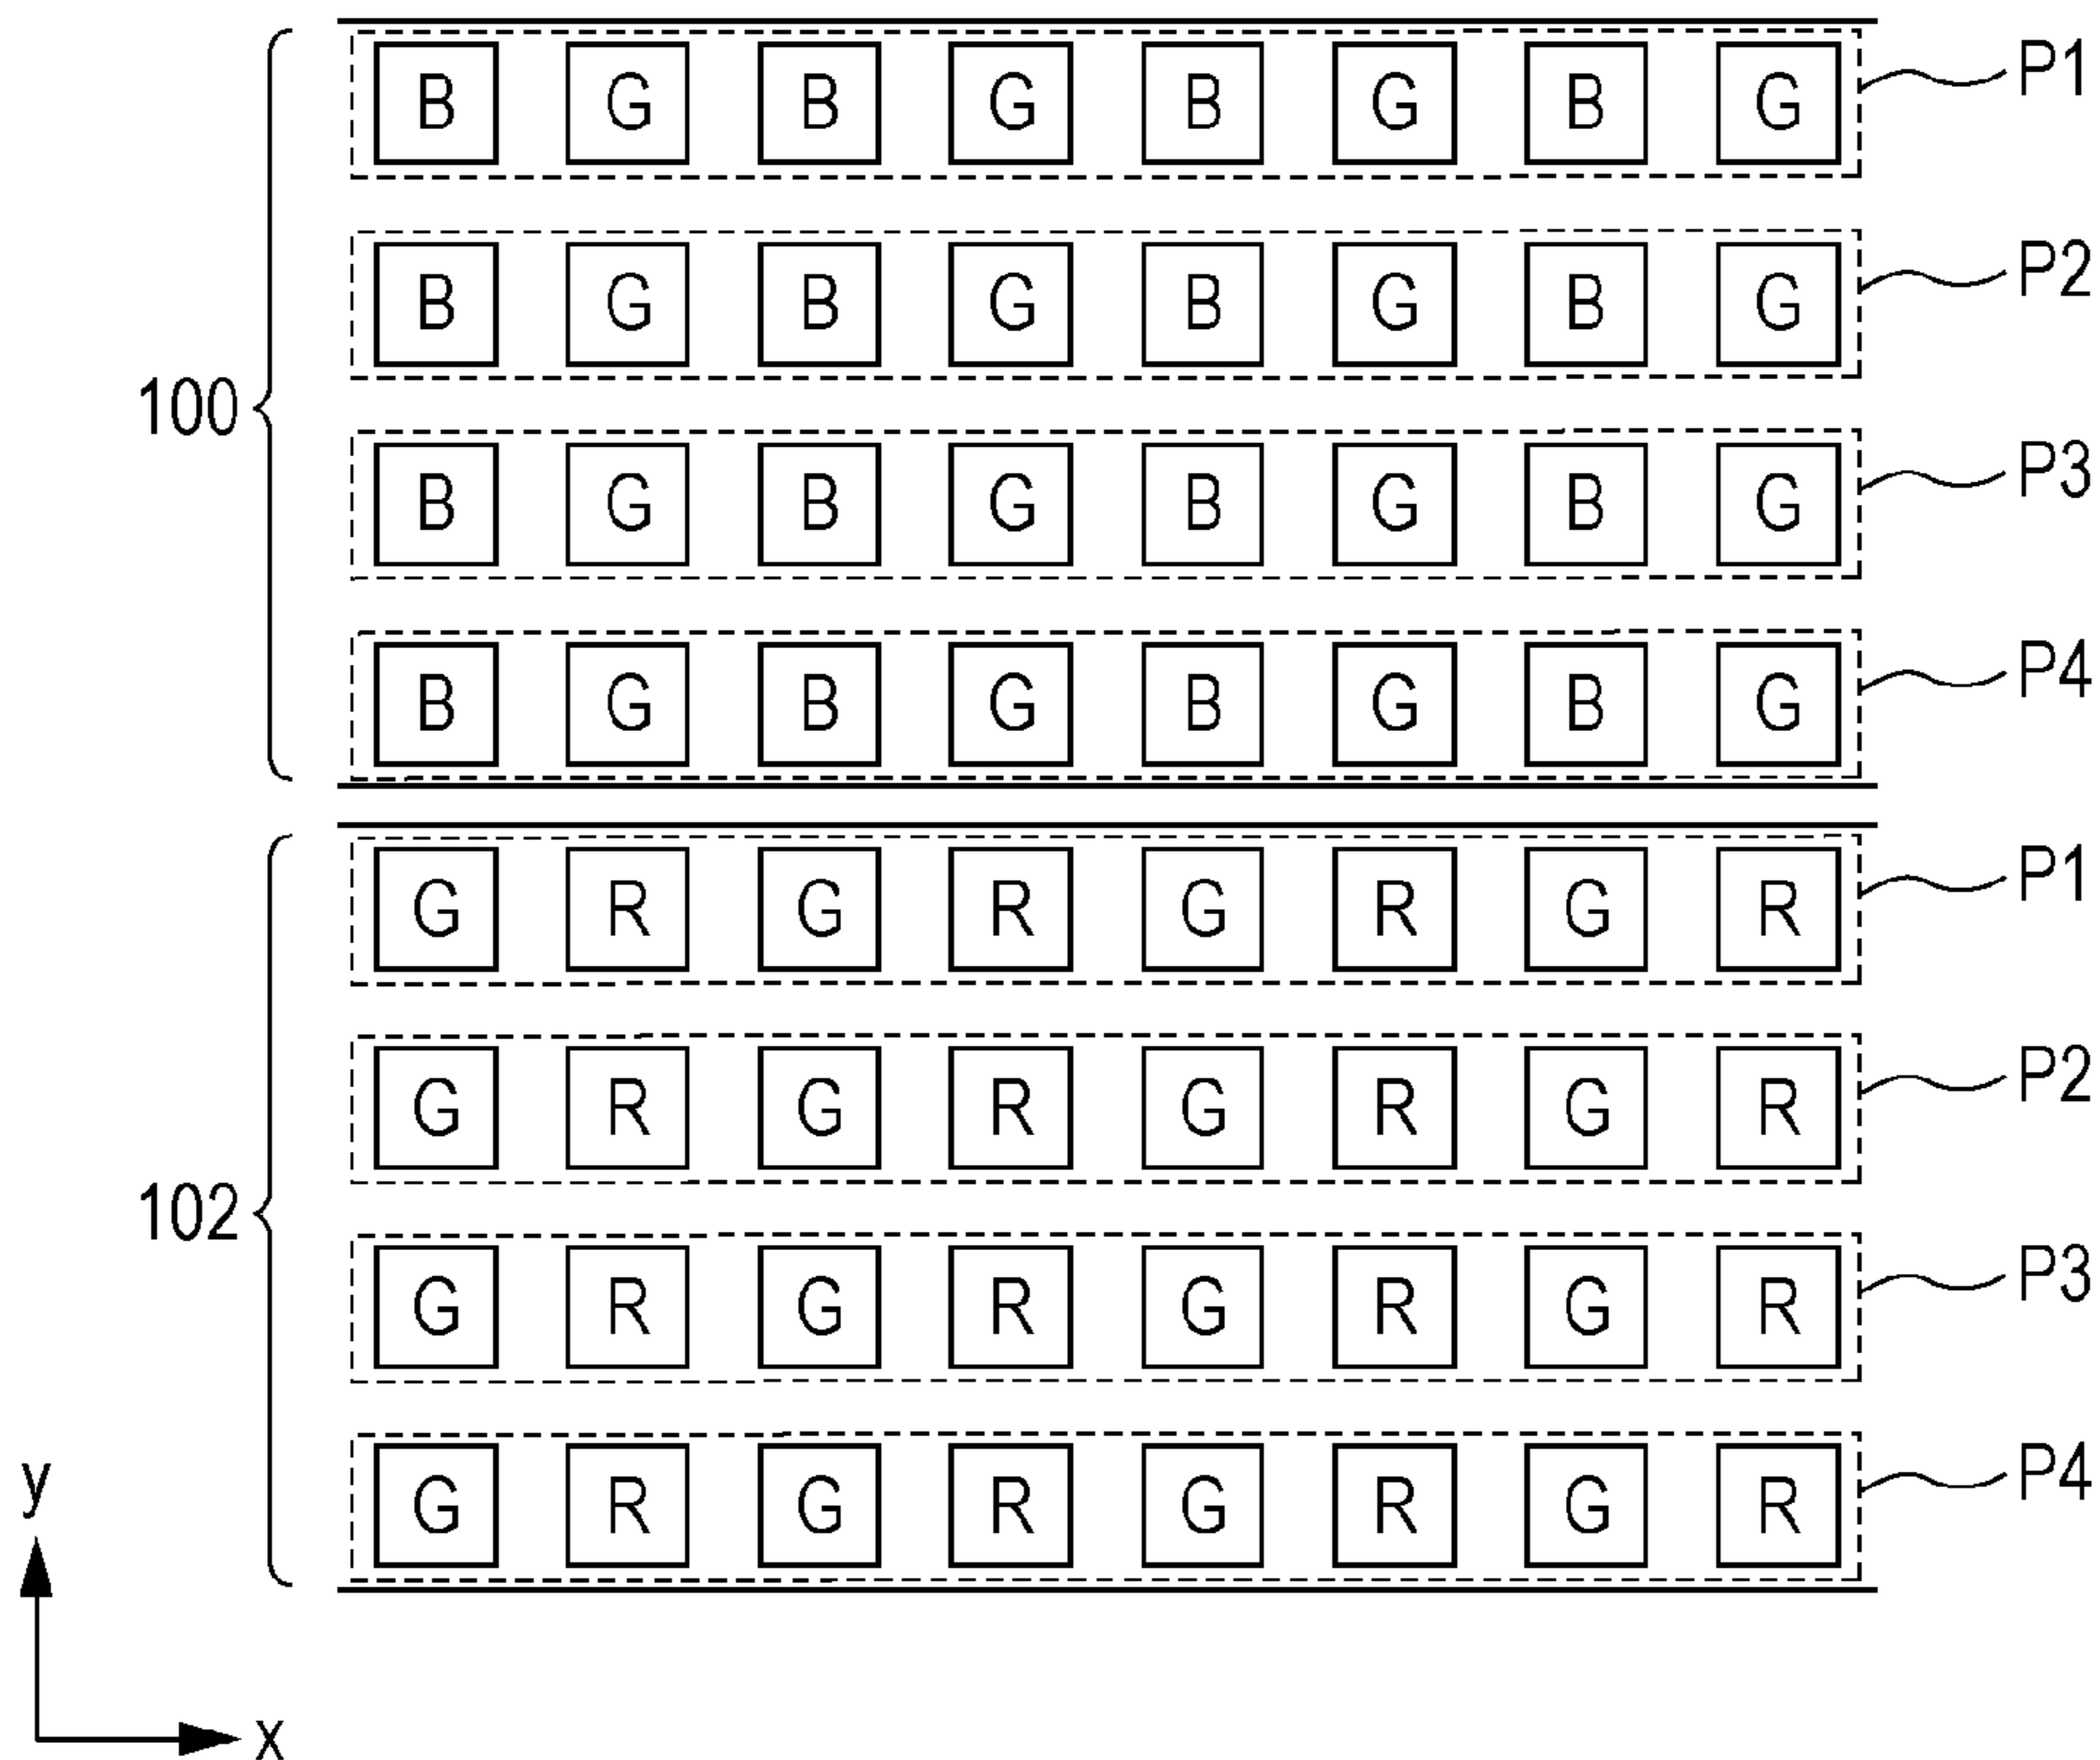 B G B G B G B G P1
B G B G B G B G P2
100
B G B G B G B G P3
B G B G B G B G P4
G R G R G R G R P1
G R G R G R G R P2
102
G R G R G R G R P3
G R G R G R G R P4
y
x